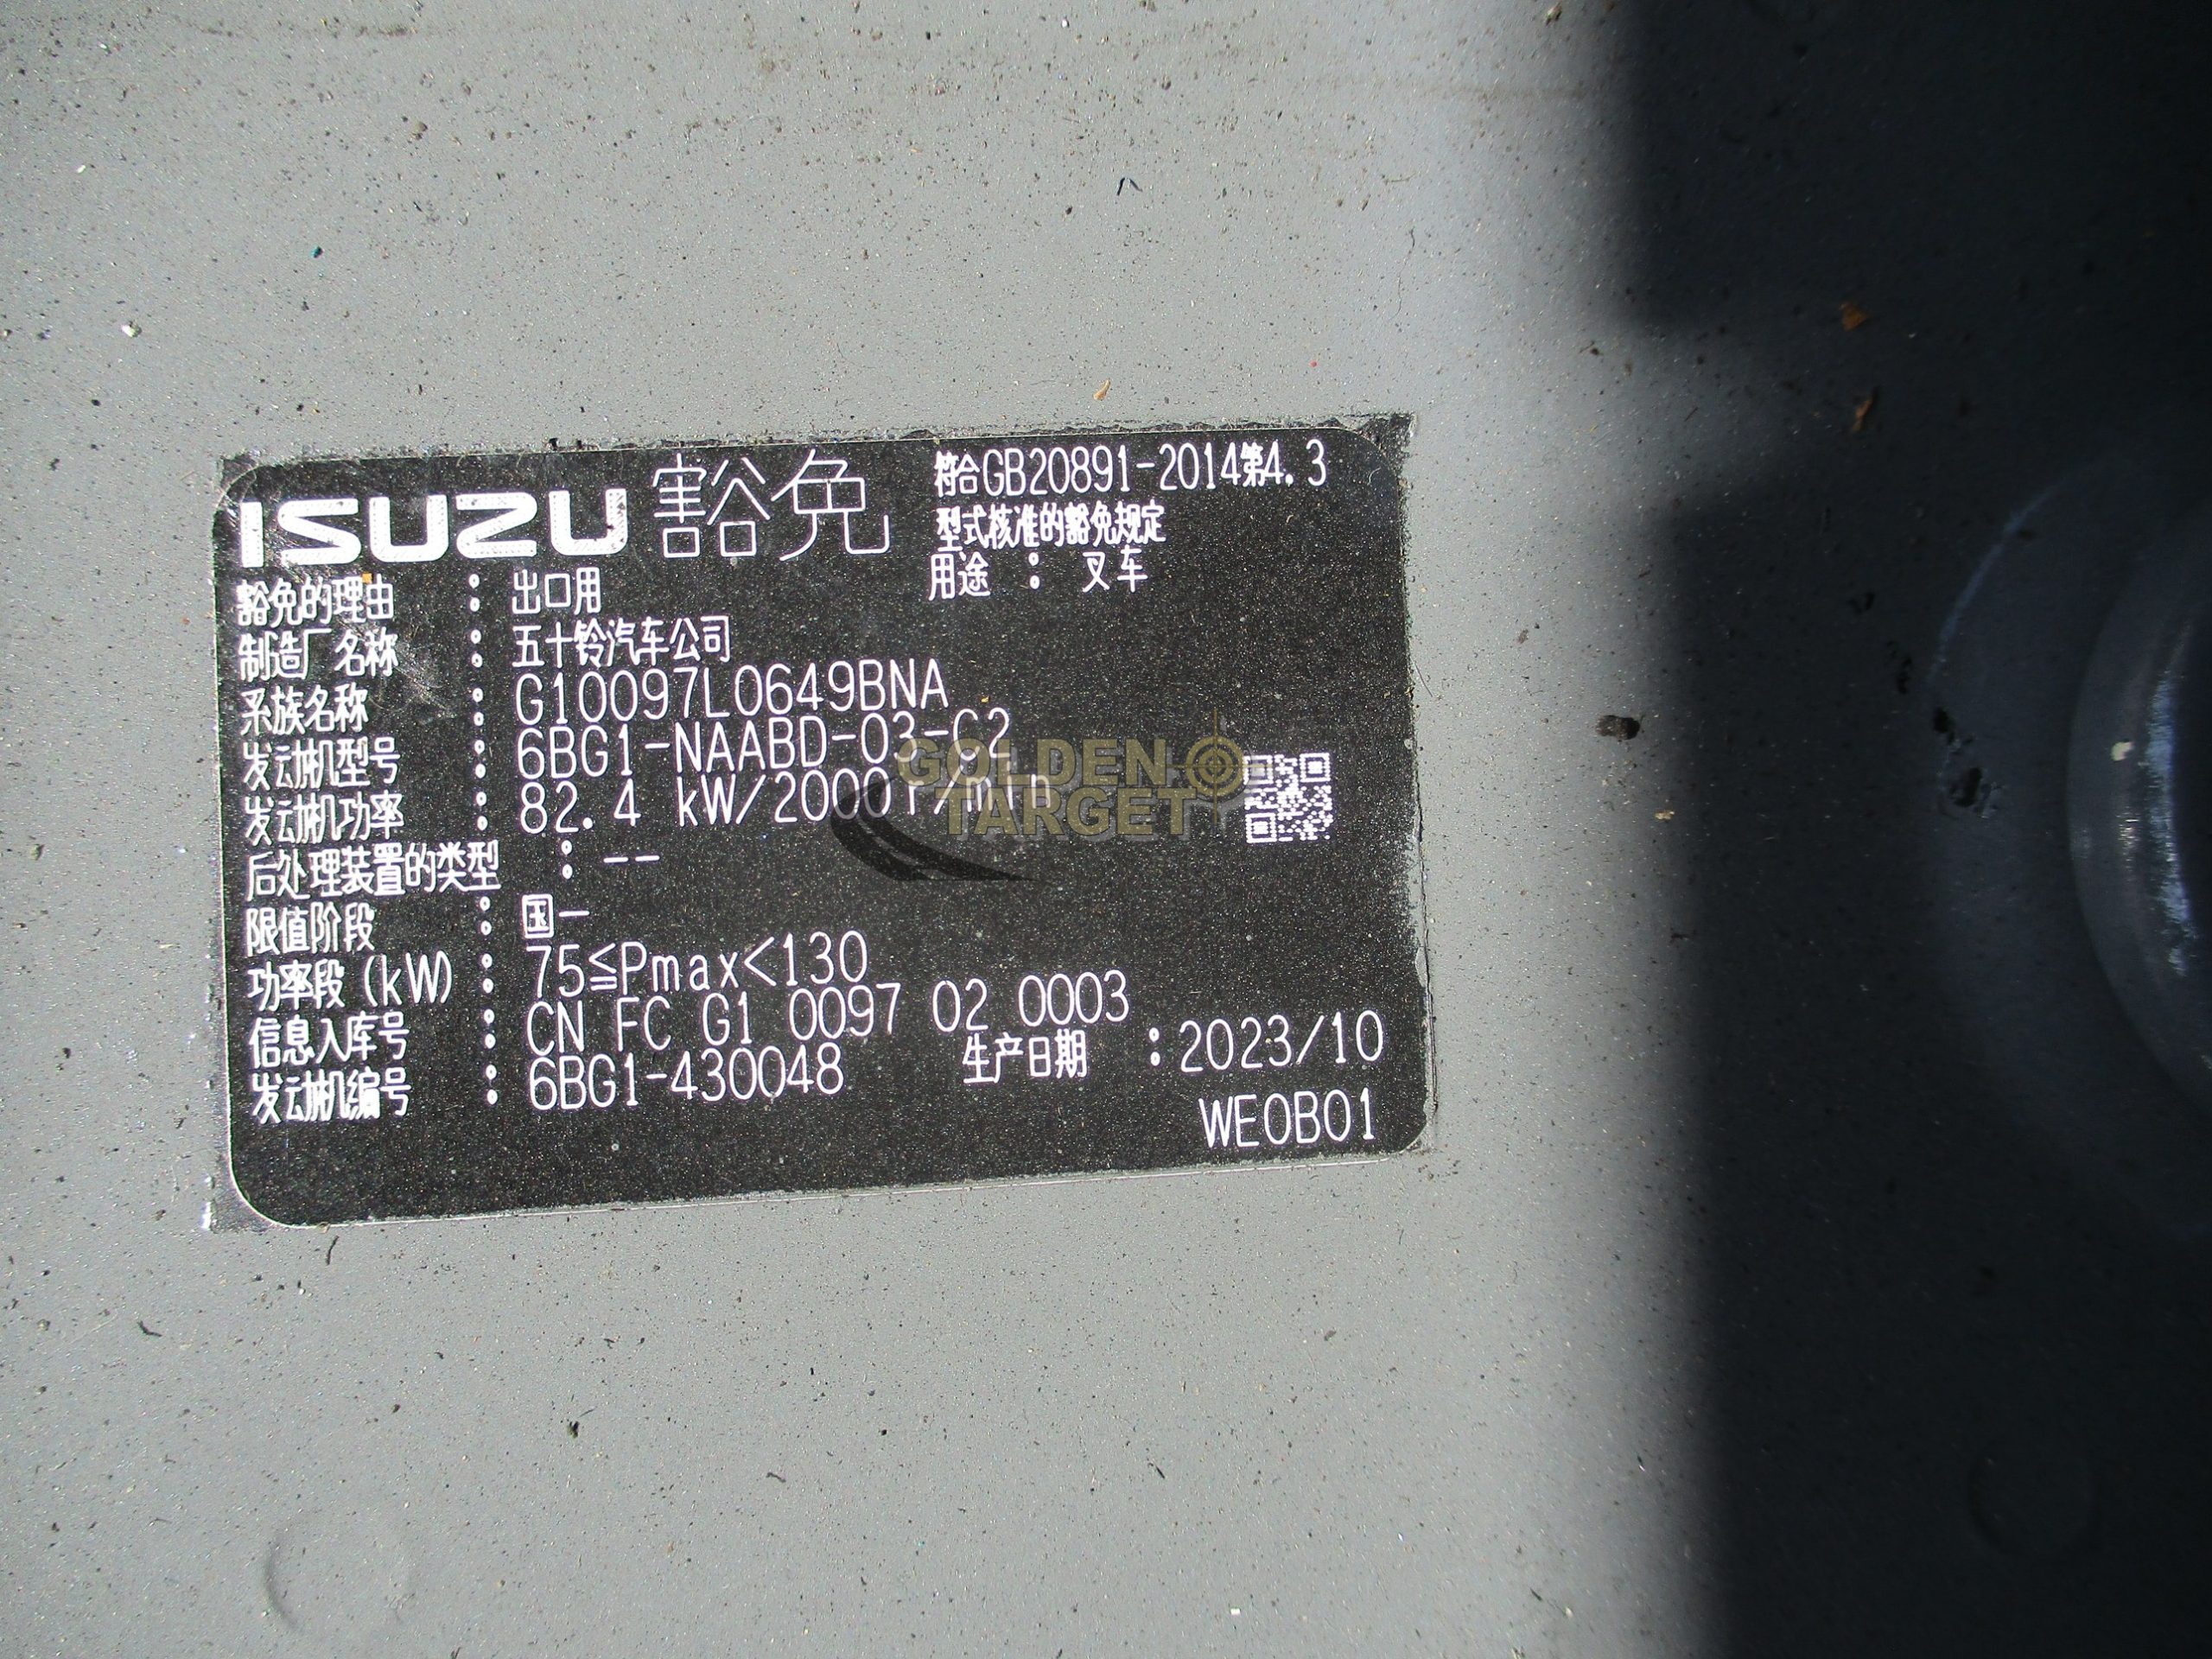 ISUZU 豁免
符合GB20891-2014第4.3
型式核准的豁免规定
用途 : 叉车
豁免的理由 : 出口用
制造厂名称 : 五十铃汽车公司
系族名称 : G10097L0649BNA
发动机型号 : 6BG1-NAABD-03-C2
发动机功率 : 82.4 kW/2000r/min
后处理装置的类型 : --
限值阶段 : 国一
功率段(kW) : 75≦Pmax<130
信息入库号 : CN FC G1 0097 02 0003
发动机编号 : 6BG1-430048
生产日期 : 2023/10
WE0B01
GOLDEN
TARGET